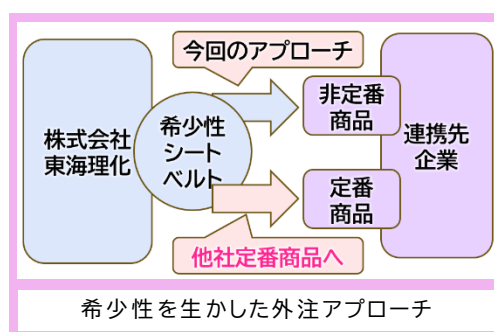 今回のアプローチ
株式会社
東海理化
希少性
シート
ベルト
非定番
商品
定番
商品
連携先
企業
他社定番商品へ
希少性を生かした外注アプローチ